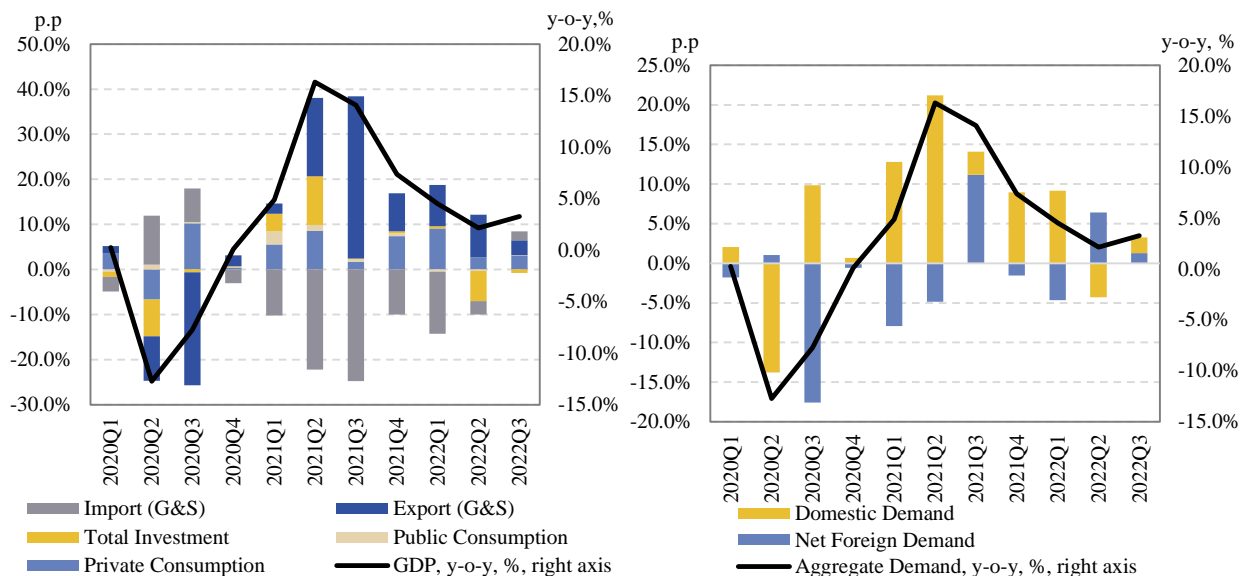 p.p
y-o-y,%
50.0%
40.0%
30.0%
20.0%
10.0%
0.0%
-10.0%
-20.0%
-30.0%
20.0%
15.0%
10.0%
5.0%
0.0%
-5.0%
-10.0%
-15.0%
2020Q1
2020Q2
2020Q3
2020Q4
2021Q1
2021Q2
2021Q3
2021Q4
2022Q1
2022Q2
2022Q3
Import (G&S)
Export (G&S)
Total Investment
Public Consumption
Private Consumption
GDP, y-o-y, %, right axis
p.p
y-o-y, %
25.0%
20.0%
15.0%
10.0%
5.0%
0.0%
-5.0%
-10.0%
-15.0%
-20.0%
20.0%
15.0%
10.0%
5.0%
0.0%
-5.0%
-10.0%
-15.0%
2020Q1
2020Q2
2020Q3
2020Q4
2021Q1
2021Q2
2021Q3
2021Q4
2022Q1
2022Q2
2022Q3
Domestic Demand
Net Foreign Demand
Aggregate Demand, y-o-y, %, right axis